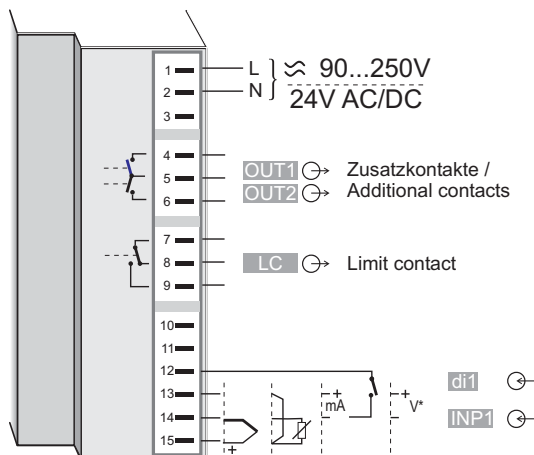 1 L ≂ 90...250V
2 N 24V AC/DC
3
4
5 OUT1 Zusatzkontakte /
6 OUT2 Additional contacts
7
8 LC Limit contact
9
10
11
12
13 + mA + V* di1
14 INP1
15 +